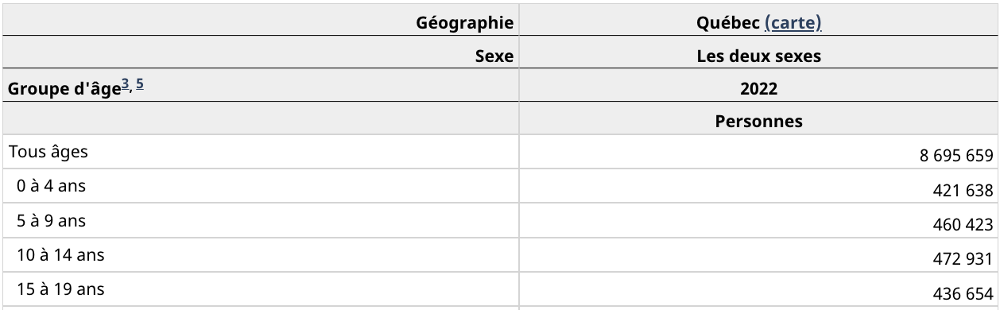 Géographie Québec (carte)
Sexe Les deux sexes
Groupe d'âge3, 5 2022
Personnes
Tous âges 8 695 659
0 à 4 ans 421 638
5 à 9 ans 460 423
10 à 14 ans 472 931
15 à 19 ans 436 654